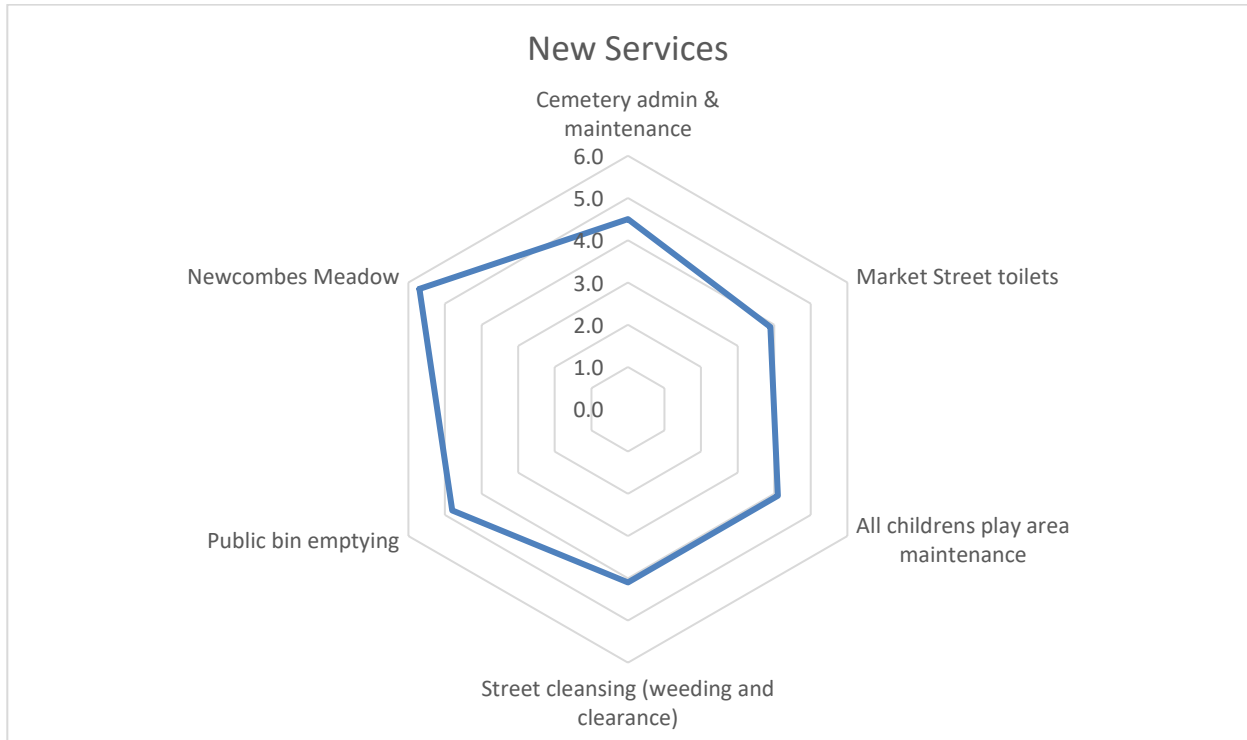 New Services
Cemetery admin &
maintenance
6.0
5.0
4.0
3.0
2.0
1.0
0.0
Newcombes Meadow
Market Street toilets
Public bin emptying
All childrens play area
maintenance
Street cleansing (weeding and
clearance)